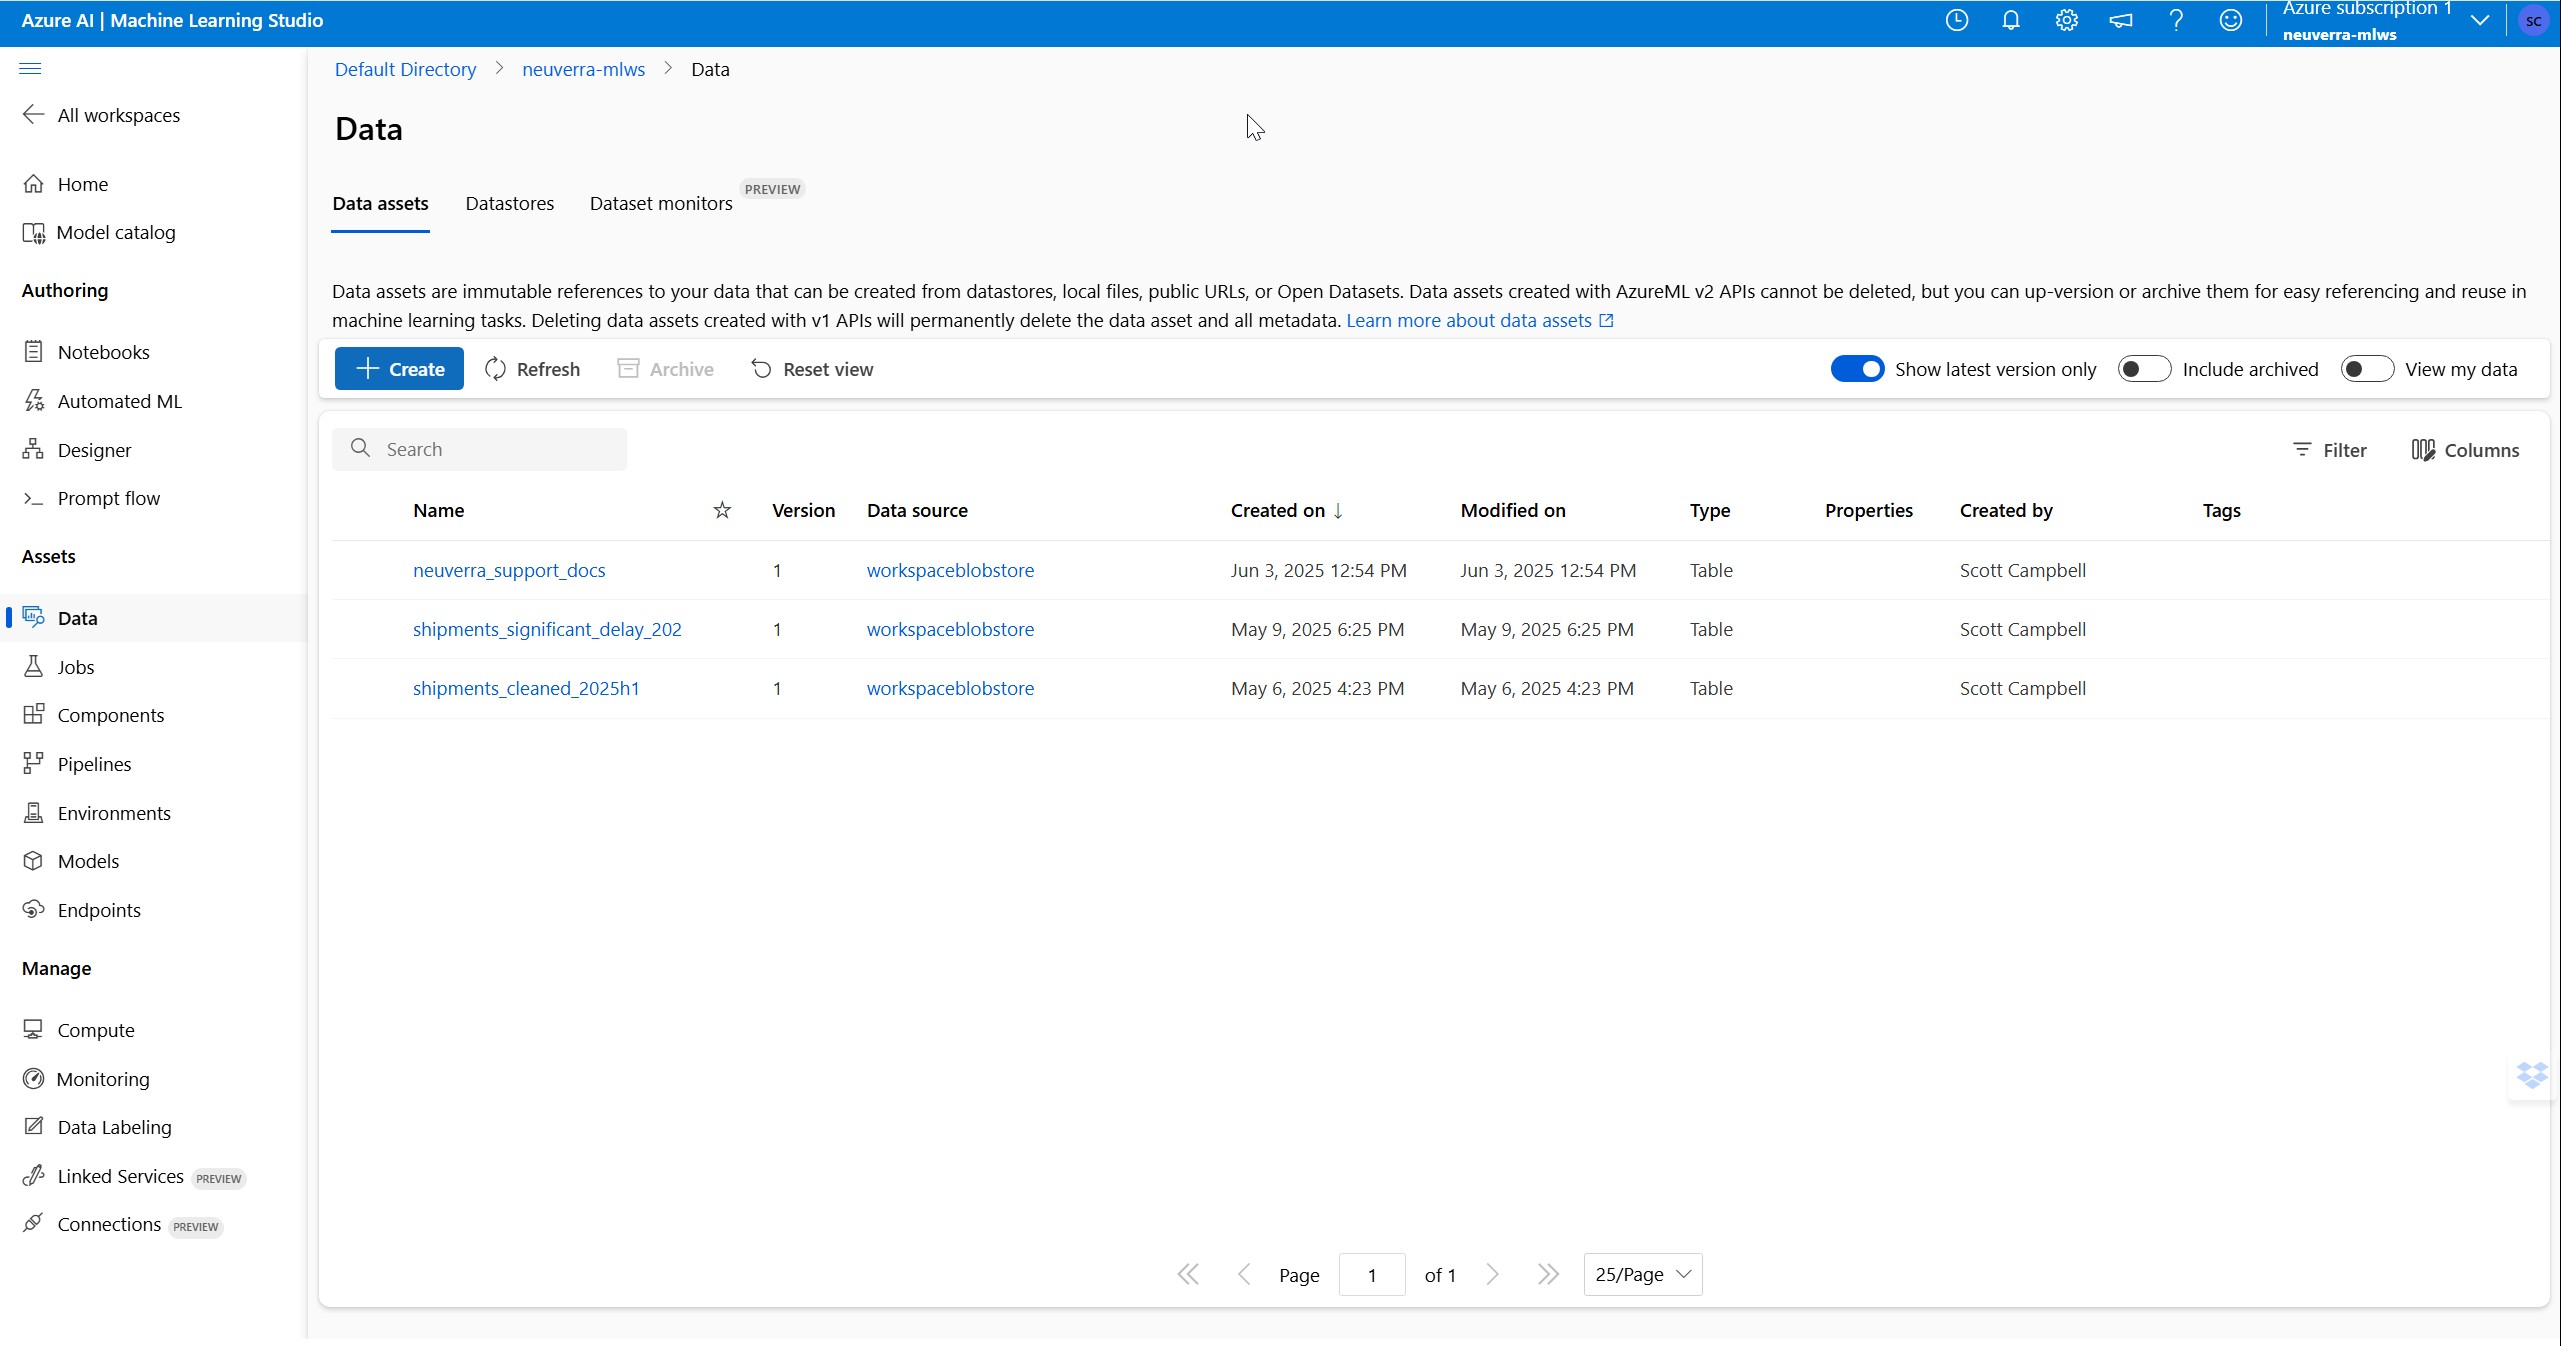 Azure AI | Machine Learning Studio
Azure subscription 1
neuverra-mlws
SC
All workspaces
Home
Model catalog
Authoring
Notebooks
Automated ML
Designer
Prompt flow
Assets
Data
Jobs
Components
Pipelines
Environments
Models
Endpoints
Manage
Compute
Monitoring
Data Labeling
Linked Services PREVIEW
Connections PREVIEW
Default Directory > neuverra-mlws > Data
Data
Data assets Datastores Dataset monitors PREVIEW
Data assets are immutable references to your data that can be created from datastores, local files, public URLs, or Open Datasets. Data assets created with AzureML v2 APIs cannot be deleted, but you can up-version or archive them for easy referencing and reuse in
machine learning tasks. Deleting data assets created with v1 APIs will permanently delete the data asset and all metadata. Learn more about data assets
Create Refresh Archive Reset view Show latest version only Include archived View my data
Search Filter Columns
Name Version Data source Created on Modified on Type Properties Created by Tags
neuverra_support_docs 1 workspaceblobstore Jun 3, 2025 12:54 PM Jun 3, 2025 12:54 PM Table Scott Campbell
shipments_significant_delay_202 1 workspaceblobstore May 9, 2025 6:25 PM May 9, 2025 6:25 PM Table Scott Campbell
shipments_cleaned_2025h1 1 workspaceblobstore May 6, 2025 4:23 PM May 6, 2025 4:23 PM Table Scott Campbell
Page 1 of 1 25/Page